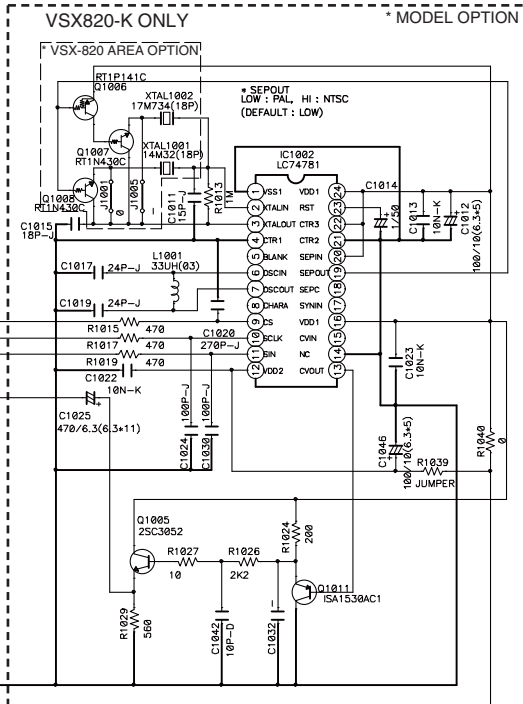 VSX820-K ONLY
* MODEL OPTION
* VSX-820 AREA OPTION
RT1P141C
Q1006
XTAL1002
17M734(18P)
* SEPOUT
LOW : PAL, HI : NTSC
(DEFAULT : LOW)
Q1007
RT1N430C
XTAL1001
14M32(18P)
Q1008
RT1N430C
J1001
0
J1005
-
C1011
15P-J
R1013
1M
C1015
18P-J
IC1002
LC74781
1 VSS1 VDD1 24
2 XTALIN RST 23
3 XTALOUT CTR3 22
4 CTR1 CTR2 21
5 BLANK SEPIN 20
6 OSCIN SEPOUT 19
7 OSCOUT SEPC 18
8 CHARA SYNIN 17
9 CS VDD1 16
10 SCLK CVIN 15
11 SIN NC 14
12 VDD2 CVOUT 13
C1014
1/50
C1013
10N-K
C1012
100/10(6.3*5)
C1017 24P-J
L1001
33UH(03)
C1019 24P-J
R1015 470
R1017 470
R1019 470
C1020
270P-J
C1022
10N-K
C1025
470/6.3(6.3*11)
C1024
100P-J
C1030
100P-J
C1023
10N-K
C1046
100/10(6.3*5)
R1039
JUMPER
R1040
0
Q1005
2SC3052
R1027
10
R1026
2K2
R1024
200
Q1011
ISA1530AC1
R1029
560
C1042
10P-D
C1032
-